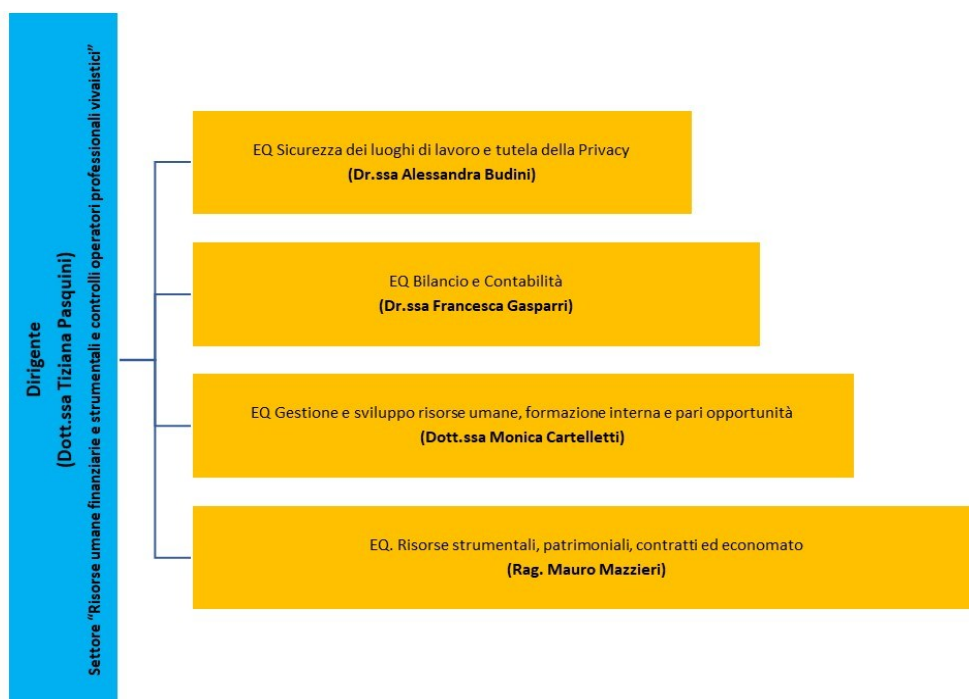 Dirigente
(Dott.ssa Tiziana Pasquini)
Settore “Risorse umane finanziarie e strumentali e controlli operatori professionali vivaistici”
EQ Sicurezza dei luoghi di lavoro e tutela della Privacy
(Dr.ssa Alessandra Budini)
EQ Bilancio e Contabilità
(Dr.ssa Francesca Gasparri)
EQ Gestione e sviluppo risorse umane, formazione interna e pari opportunità
(Dott.ssa Monica Cartelletti)
EQ. Risorse strumentali, patrimoniali, contratti ed economato
(Rag. Mauro Mazzieri)